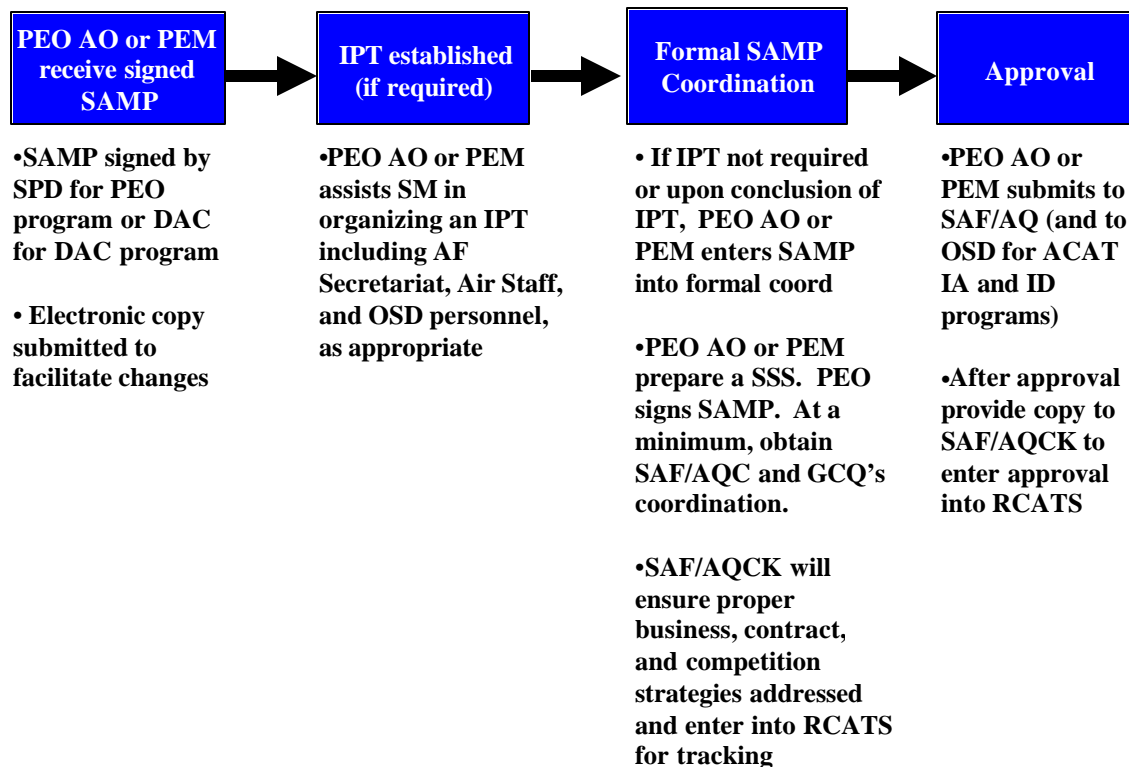 PEO AO or PEM
receive signed
SAMP
IPT established
(if required)
Formal SAMP
Coordination
Approval
•SAMP signed by
SPD for PEO
program or DAC
for DAC program
• Electronic copy
submitted to
facilitate changes
•PEO AO or PEM
assists SM in
organizing an IPT
including AF
Secretariat, Air Staff,
and OSD personnel,
as appropriate
• If IPT not required
or upon conclusion of
IPT, PEO AO or
PEM enters SAMP
into formal coord
•PEO AO or PEM
prepare a SSS. PEO
signs SAMP. At a
minimum, obtain
SAF/AQC and GCQ's
coordination.
•SAF/AQCK will
ensure proper
business, contract,
and competition
strategies addressed
and enter into RCATS
for tracking
•PEO AO or
PEM submits to
SAF/AQ (and to
OSD for ACAT
IA and ID
programs)
•After approval
provide copy to
SAF/AQCK to
enter approval
into RCATS